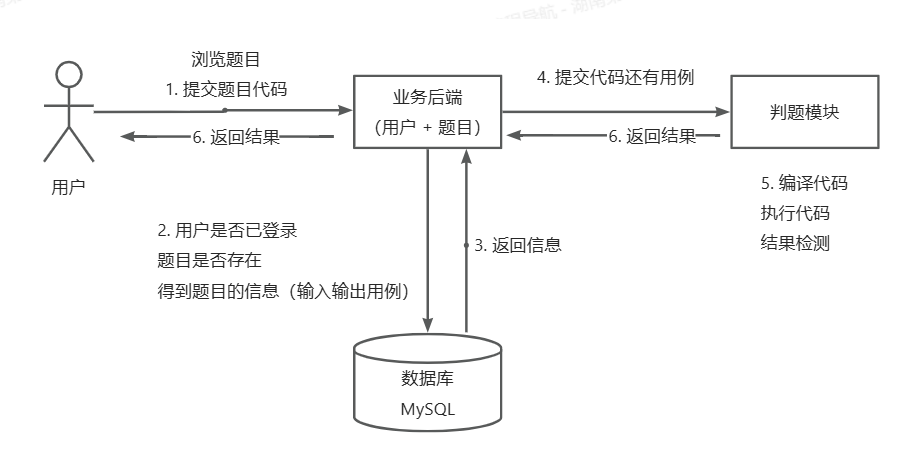 浏览题目
1. 提交题目代码
6. 返回结果
用户
业务后端
（用户 + 题目）
4. 提交代码还有用例
6. 返回结果
判题模块
5. 编译代码
执行代码
结果检测
2. 用户是否已登录
题目是否存在
得到题目的信息（输入输出用例）
3. 返回信息
数据库
MySQL